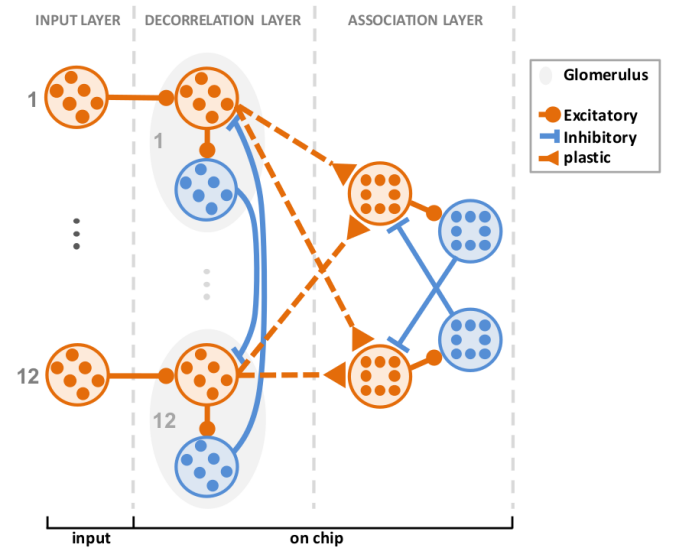 INPUT LAYER
DECORRELATION LAYER
ASSOCIATION LAYER
Glomerulus
Excitatory
Inhibitory
plastic
1
1
12
12
input
on chip